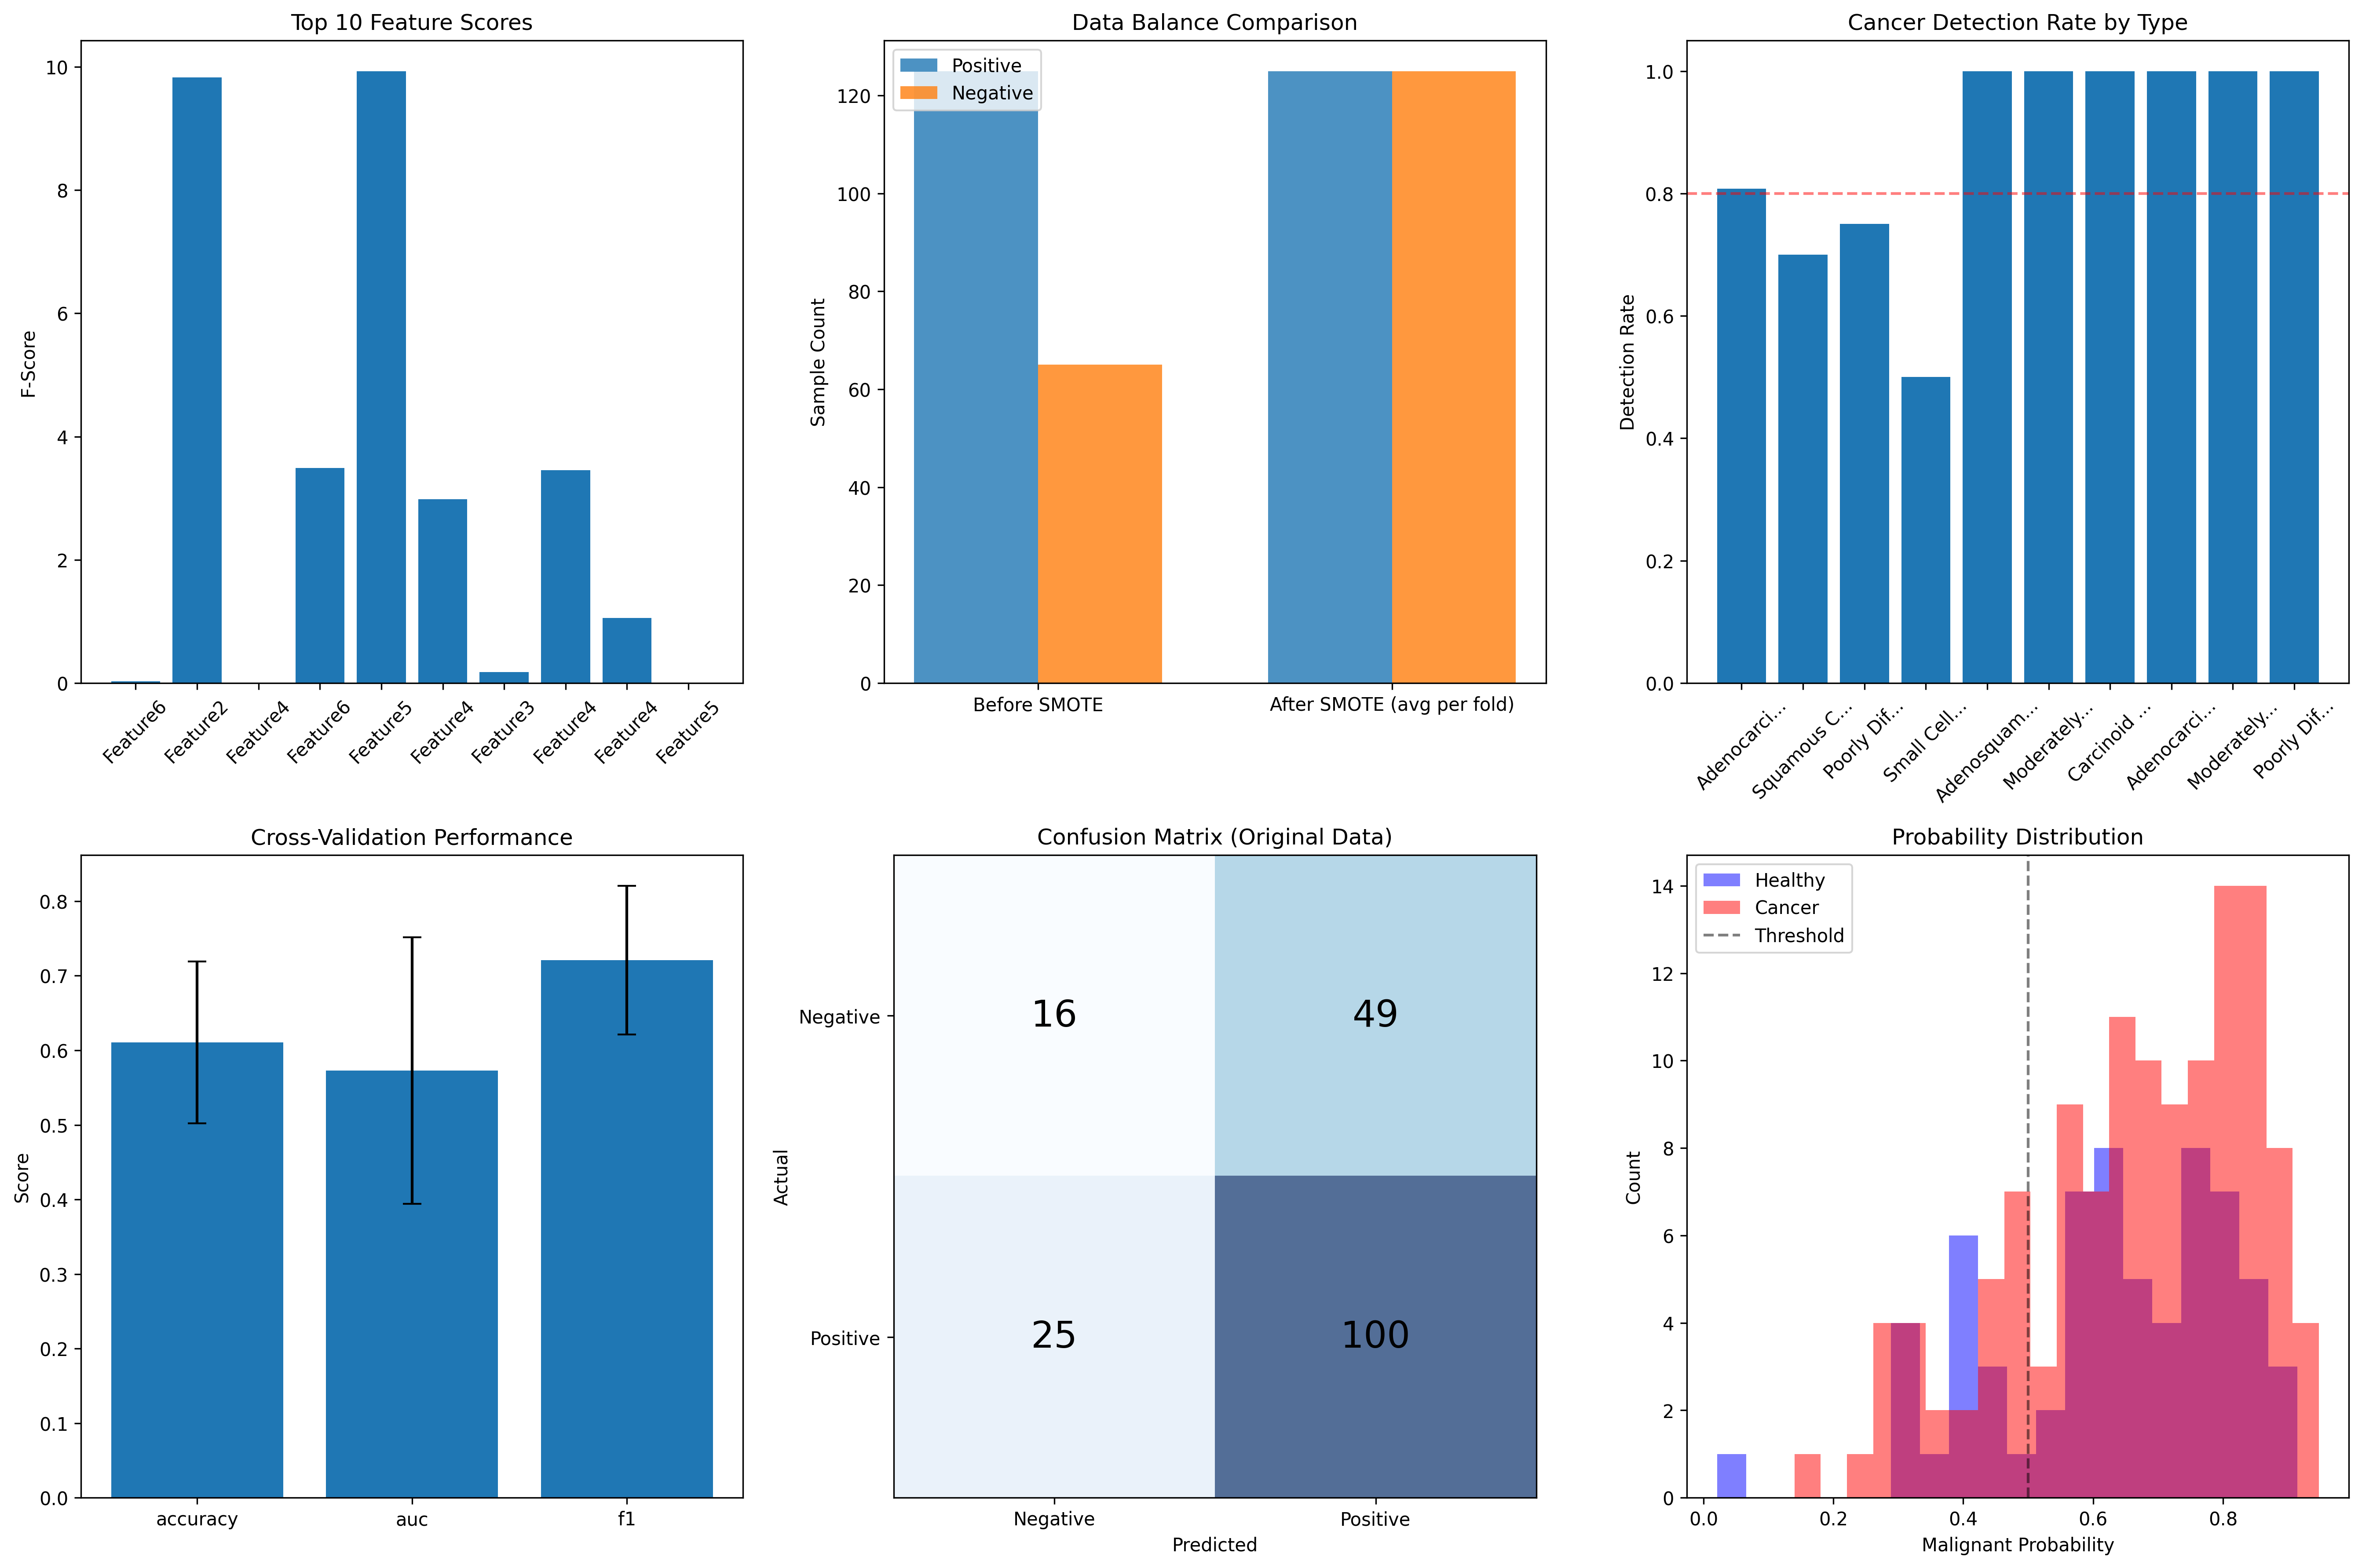 Top 10 Feature Scores
F-Score
10
8
6
4
2
0
Feature6
Feature2
Feature4
Feature6
Feature5
Feature4
Feature3
Feature4
Feature4
Feature5
Data Balance Comparison
Positive
Negative
Sample Count
120
100
80
60
40
20
0
Before SMOTE
After SMOTE (avg per fold)
Cancer Detection Rate by Type
Detection Rate
1.0
0.8
0.6
0.4
0.2
0.0
Adenocarci...
Squamous C...
Poorly Dif...
Small Cell...
Adenosquam...
Moderately...
Carcinoid ...
Adenocarci...
Moderately...
Poorly Dif...
Cross-Validation Performance
Score
0.8
0.7
0.6
0.5
0.4
0.3
0.2
0.1
0.0
accuracy
auc
f1
Confusion Matrix (Original Data)
Actual
Negative
Positive
16
49
25
100
Negative
Positive
Predicted
Probability Distribution
Healthy
Cancer
Threshold
Count
14
12
10
8
6
4
2
0
0.0
0.2
0.4
0.6
0.8
Malignant Probability